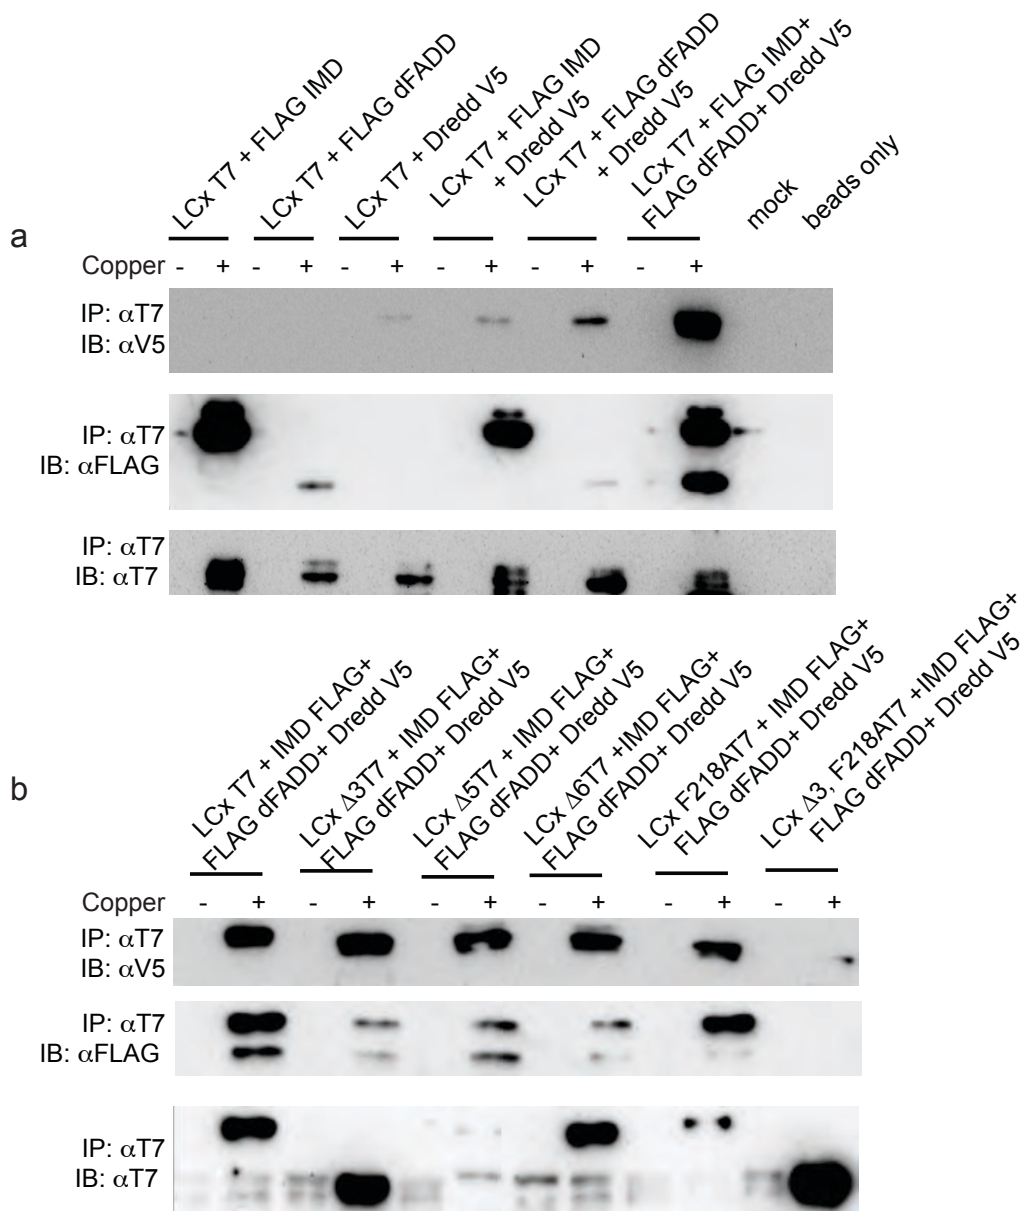 a
LCx T7 + FLAG IMD
LCx T7 + FLAG dFADD
LCx T7 + Dredd V5
LCx T7 + FLAG IMD
+ Dredd V5
LCx T7 + FLAG dFADD
+ Dredd V5
LCx T7 + FLAG IMD+
FLAG dFADD+ Dredd V5
mock
beads only
Copper - + - + - + - + - + - +
IP: αT7
IB: αV5
IP: αT7
IB: αFLAG
IP: αT7
IB: αT7
b
LCx T7 + IMD FLAG+
FLAG dFADD+ Dredd V5
LCx Δ3T7 + IMD FLAG+
FLAG dFADD+ Dredd V5
LCx Δ5T7 + IMD FLAG+
FLAG dFADD+ Dredd V5
LCx Δ6T7 +IMD FLAG+
FLAG dFADD+ Dredd V5
LCx F218AT7 + IMD FLAG+
FLAG dFADD+ Dredd V5
LCx Δ3, F218AT7 +IMD FLAG+
FLAG dFADD+ Dredd V5
Copper - + - + - + - + - + - +
IP: αT7
IB: αV5
IP: αT7
IB: αFLAG
IP: αT7
IB: αT7